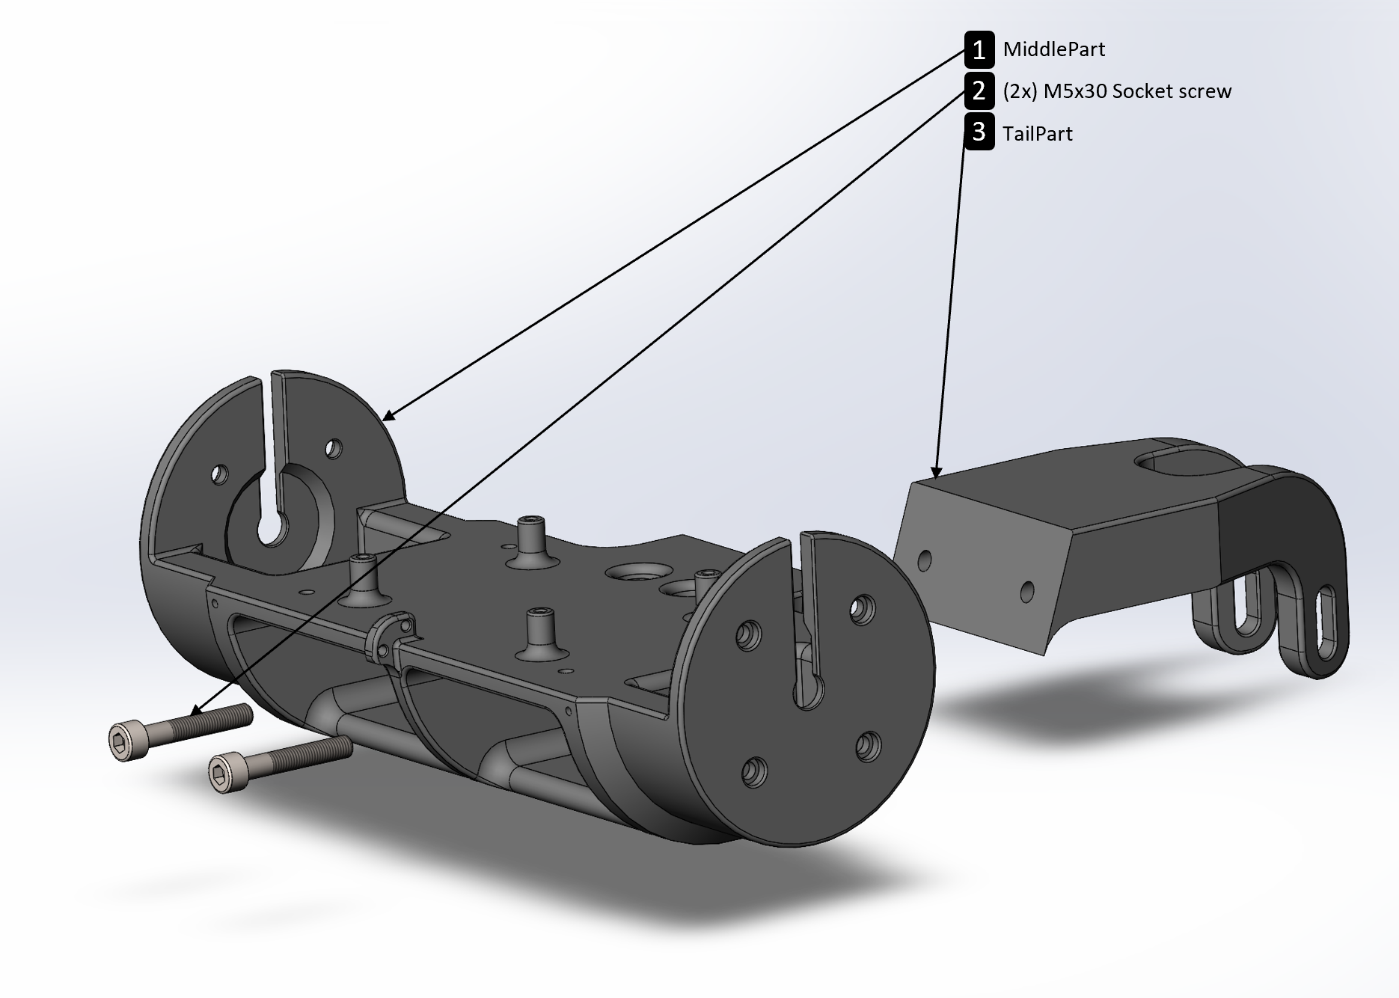 1 MiddlePart
2 (2x) M5x30 Socket screw
3 TailPart